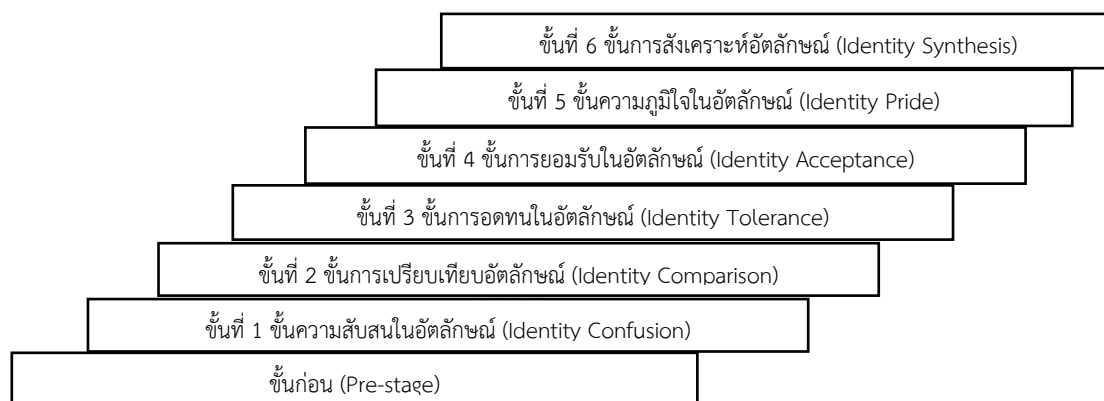 ขั้นที่ 6 ขั้นการสังเคราะห์อัตลักษณ์ (Identity Synthesis)
ขั้นที่ 5 ขั้นความภูมิใจในอัตลักษณ์ (Identity Pride)
ขั้นที่ 4 ขั้นการยอมรับในอัตลักษณ์ (Identity Acceptance)
ขั้นที่ 3 ขั้นการอดทนในอัตลักษณ์ (Identity Tolerance)
ขั้นที่ 2 ขั้นการเปรียบเทียบอัตลักษณ์ (Identity Comparison)
ขั้นที่ 1 ขั้นความสับสนในอัตลักษณ์ (Identity Confusion)
ขั้นก่อน (Pre-stage)